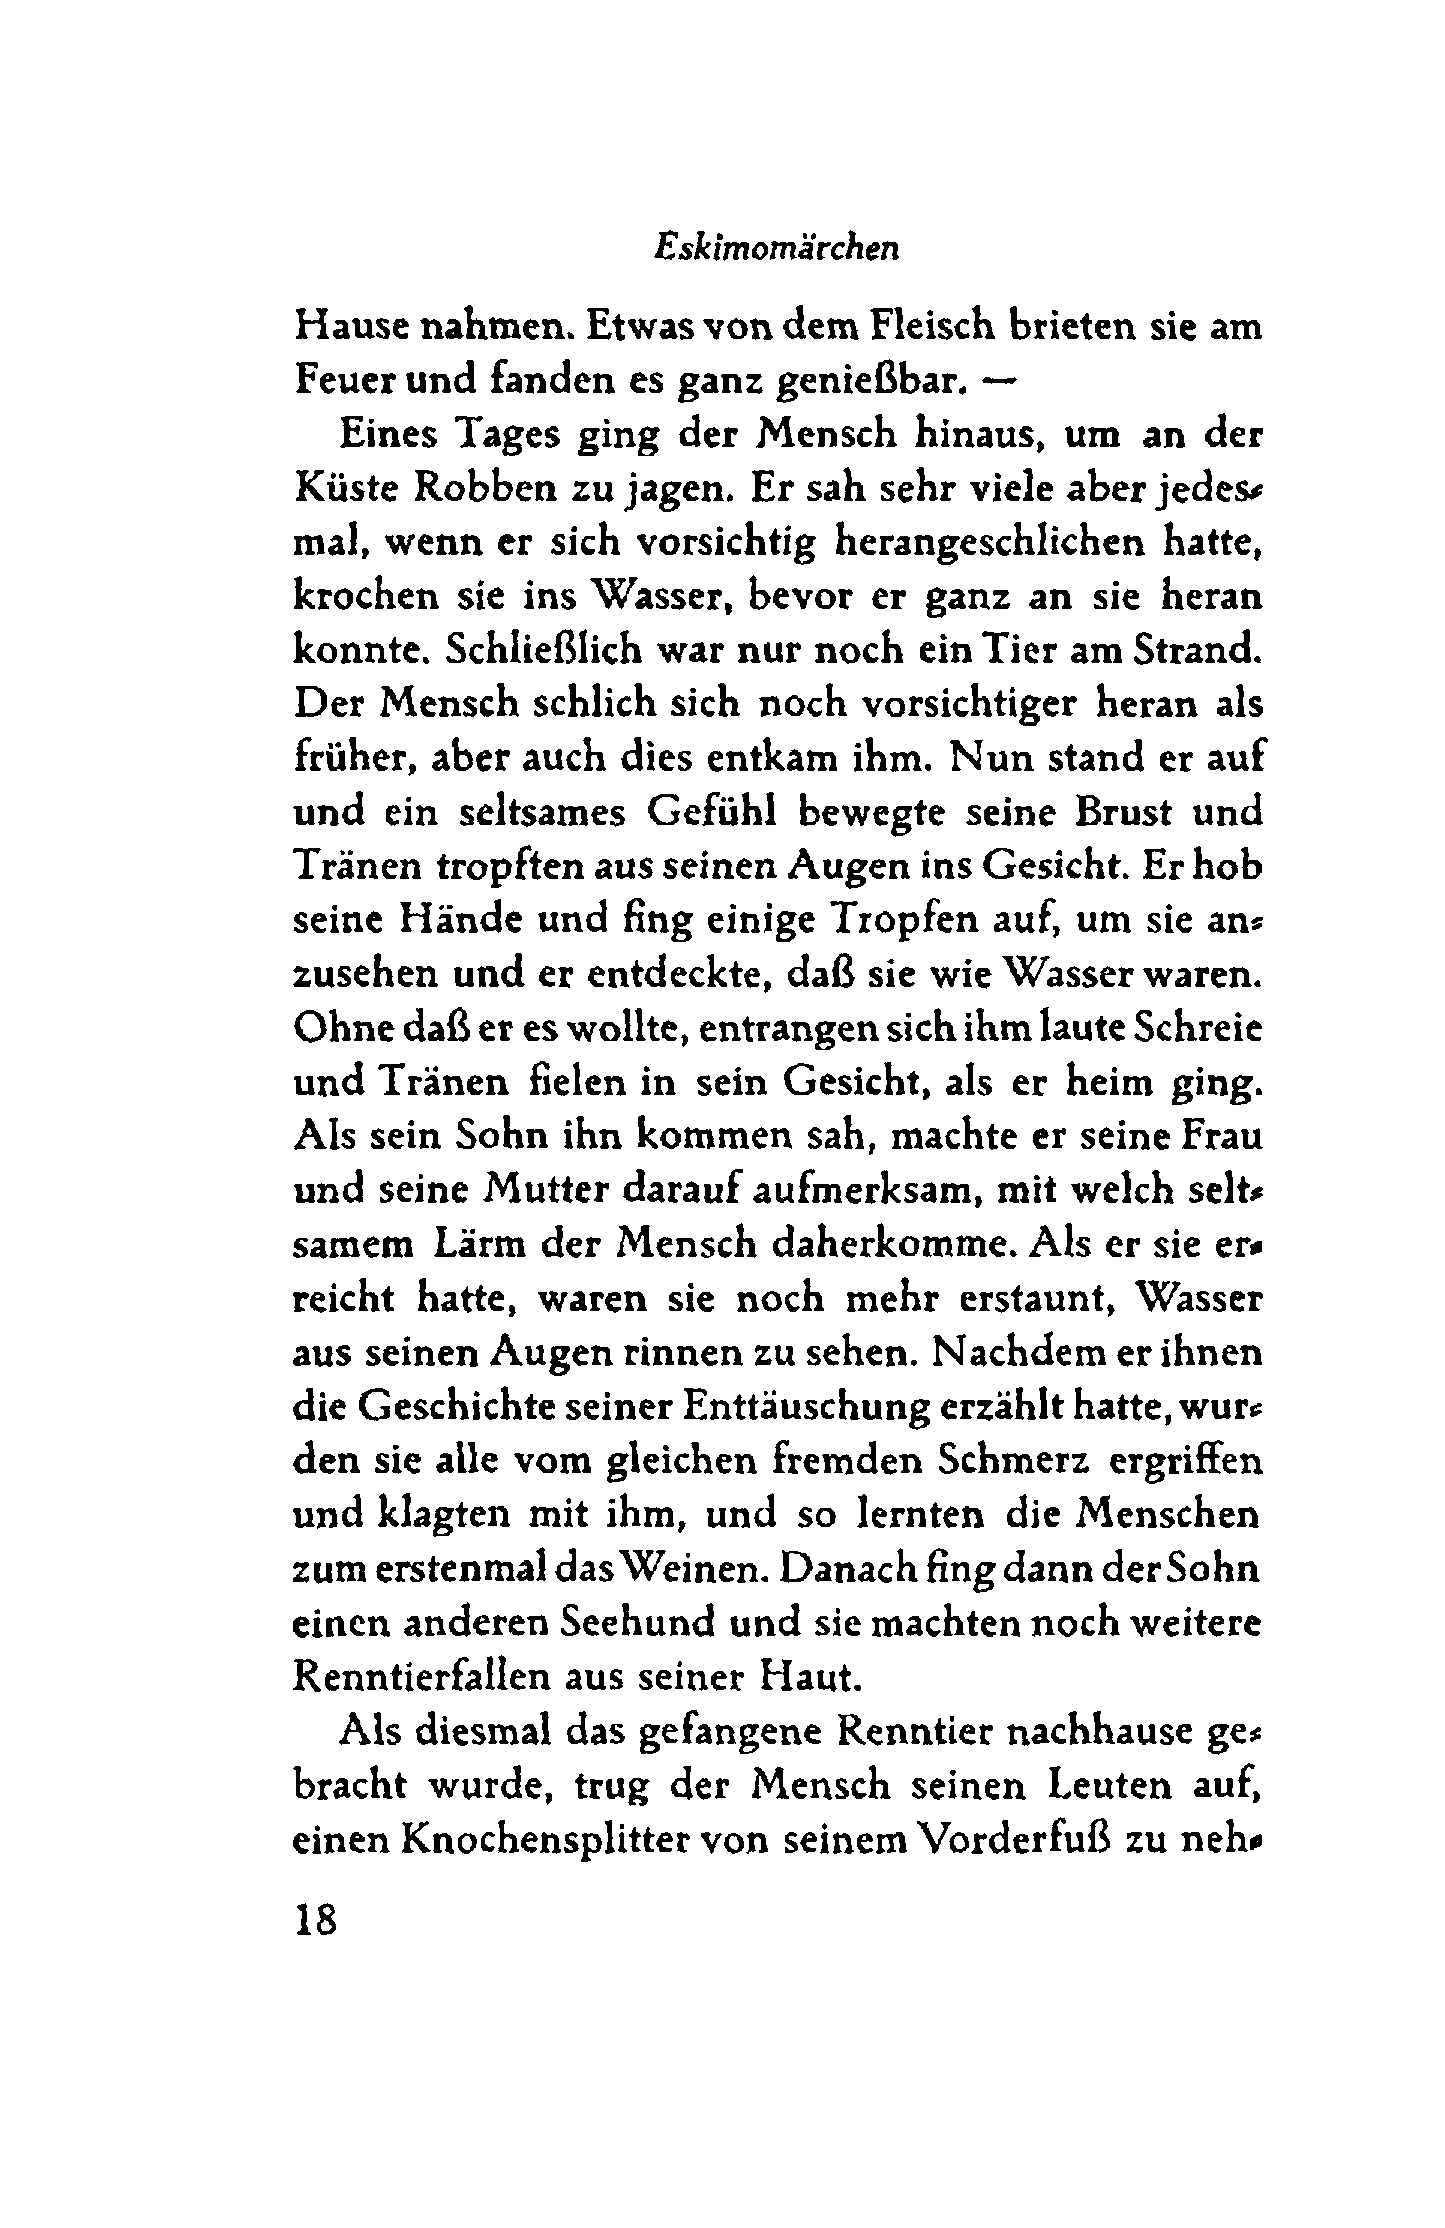 Eskimomärchen
Hause nahmen. Etwas von dem Fleisch brieten sie am
Feuer und fanden es ganz genießbar. —
Eines Tages ging der Mensch hinaus, um an der
Küste Robben zu jagen. Er sah sehr viele aber jedes-
mal, wenn er sich vorsichtig herangeschlichen hatte,
krochen sie ins Wasser, bevor er ganz an sie heran
konnte. Schließlich war nur noch ein Tier am Strand.
Der Mensch schlich sich noch vorsichtiger heran als
früher, aber auch dies entkam ihm. Nun stand er auf
und ein seltsames Gefühl bewegte seine Brust und
Tränen tropften aus seinen Augen ins Gesicht. Er hob
seine Hände und fing einige Tropfen auf, um sie an-
zusehen und er entdeckte, daß sie wie Wasser waren.
Ohne daß er es wollte, entrangen sich ihm laute Schreie
und Tränen fielen in sein Gesicht, als er heim ging.
Als sein Sohn ihn kommen sah, machte er seine Frau
und seine Mutter darauf aufmerksam, mit welch selt-
samem Lärm der Mensch daherkomme. Als er sie er-
reicht hatte, waren sie noch mehr erstaunt, Wasser
aus seinen Augen rinnen zu sehen. Nachdem er ihnen
die Geschichte seiner Enttäuschung erzählt hatte, wur-
den sie alle vom gleichen fremden Schmerz ergriffen
und klagten mit ihm, und so lernten die Menschen
zum erstenmal das Weinen. Danach fing dann der Sohn
einen anderen Seehund und sie machten noch weitere
Renntierfallen aus seiner Haut.
Als diesmal das gefangene Renntier nachhause ge-
bracht wurde, trug der Mensch seinen Leuten auf,
einen Knochensplitter von seinem Vorderfuß zu neh-
18